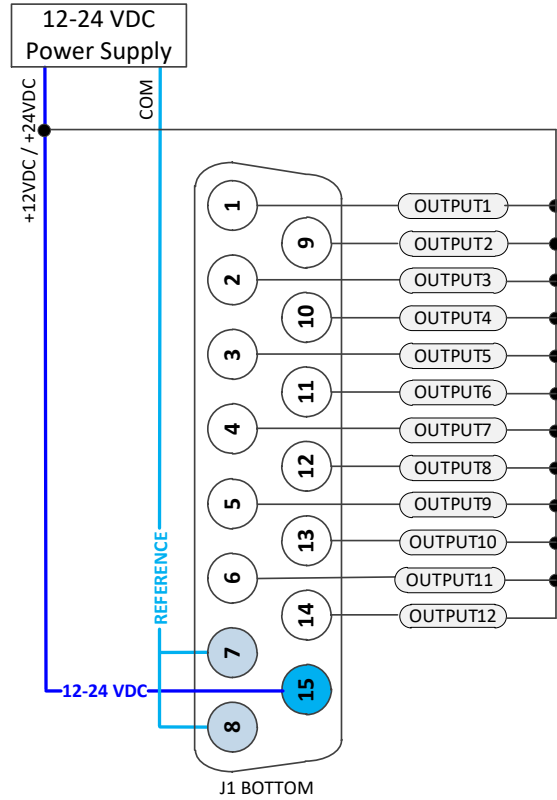 12-24 VDC
Power Supply
+12VDC / +24VDC
COM
1
OUTPUT1
9
OUTPUT2
2
OUTPUT3
10
OUTPUT4
3
OUTPUT5
11
OUTPUT6
4
OUTPUT7
12
OUTPUT8
5
OUTPUT9
13
OUTPUT10
6
OUTPUT11
14
OUTPUT12
REFERENCE
7
12-24 VDC
15
8
J1 BOTTOM